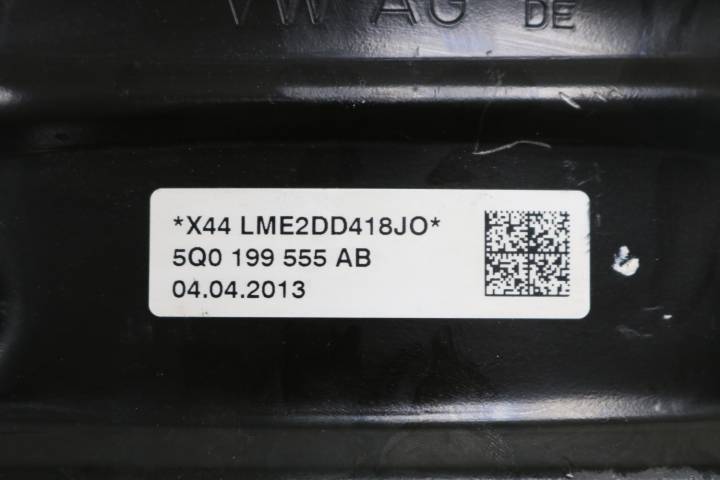 VW AG DE
*X44 LME2DD418JO*
5Q0 199 555 AB
04.04.2013